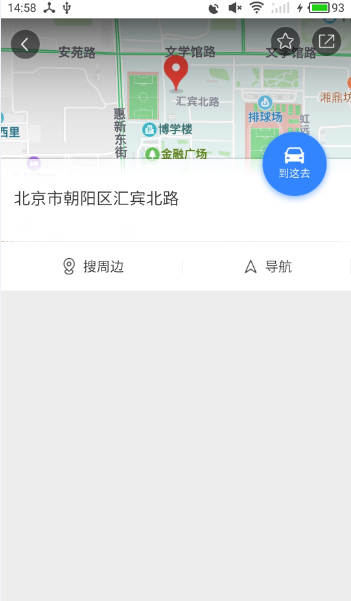 14:58
93
安苑路
文学馆路
文学馆路
汇宾北路
湘鼎坊
惠新东街
博学楼
排球场
虹远
西里
金融广场
到这去
北京市朝阳区汇宾北路
搜周边
导航